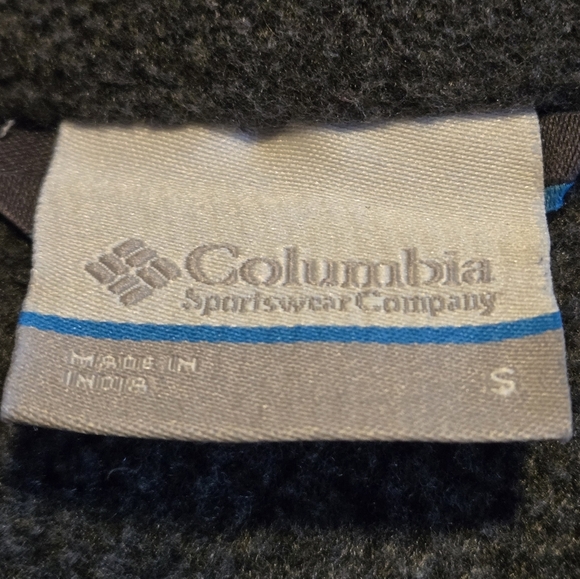 Columbia
Sportswear Company
MADE IN
INDIA
S